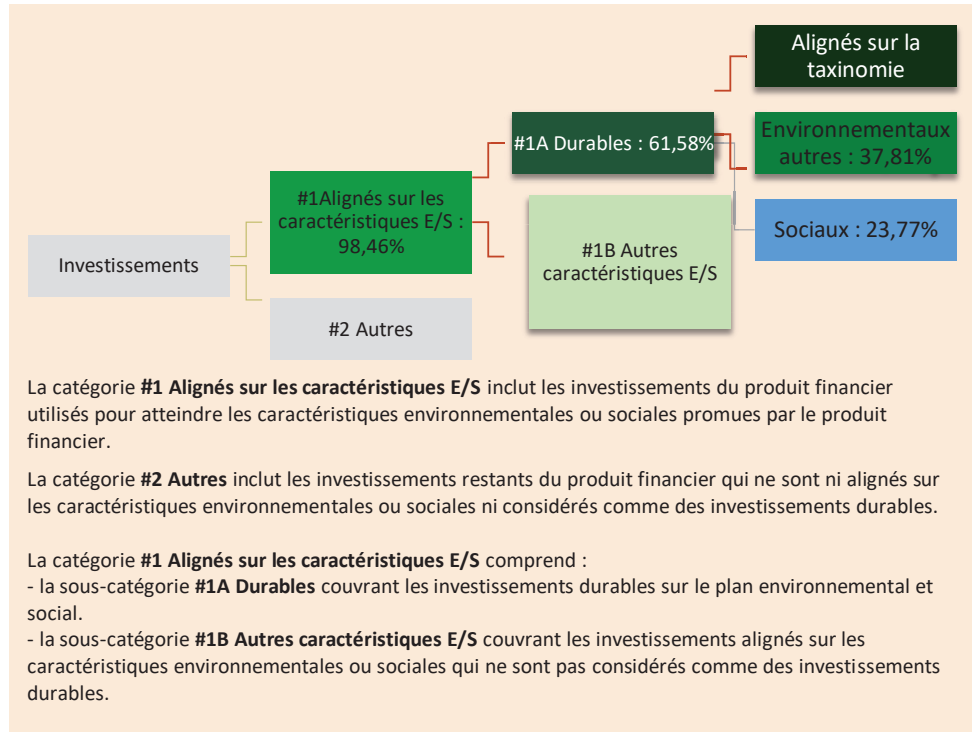 Alignés sur la
taxinomie
#1A Durables : 61,58%
Environnementaux
autres : 37,81%
#1Alignés sur les
caractéristiques E/S :
98,46%
Sociaux : 23,77%
#1B Autres
caractéristiques E/S
Investissements
#2 Autres
La catégorie #1 Alignés sur les caractéristiques E/S inclut les investissements du produit financier
utilisés pour atteindre les caractéristiques environnementales ou sociales promues par le produit
financier.
La catégorie #2 Autres inclut les investissements restants du produit financier qui ne sont ni alignés sur
les caractéristiques environnementales ou sociales ni considérés comme des investissements durables.
La catégorie #1 Alignés sur les caractéristiques E/S comprend :
- la sous-catégorie #1A Durables couvrant les investissements durables sur le plan environnemental et
social.
- la sous-catégorie #1B Autres caractéristiques E/S couvrant les investissements alignés sur les
caractéristiques environnementales ou sociales qui ne sont pas considérés comme des investissements
durables.